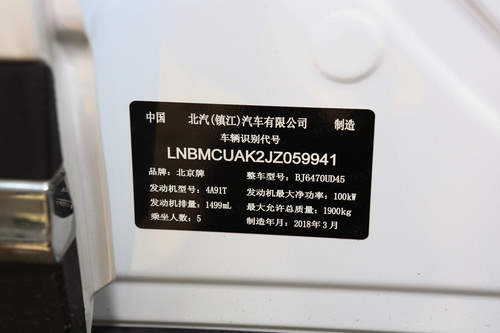 中国 北汽(镇江)汽车有限公司 制造
车辆识别代号
LNBMCUAK2JZ059941
品牌：北京牌 整车型号：BJ6470UD45
发动机型号：4A91T 发动机最大净功率：100kW
发动机排量：1499mL 最大允许总质量：1900kg
乘坐人数：5 制造年月：2018年3月